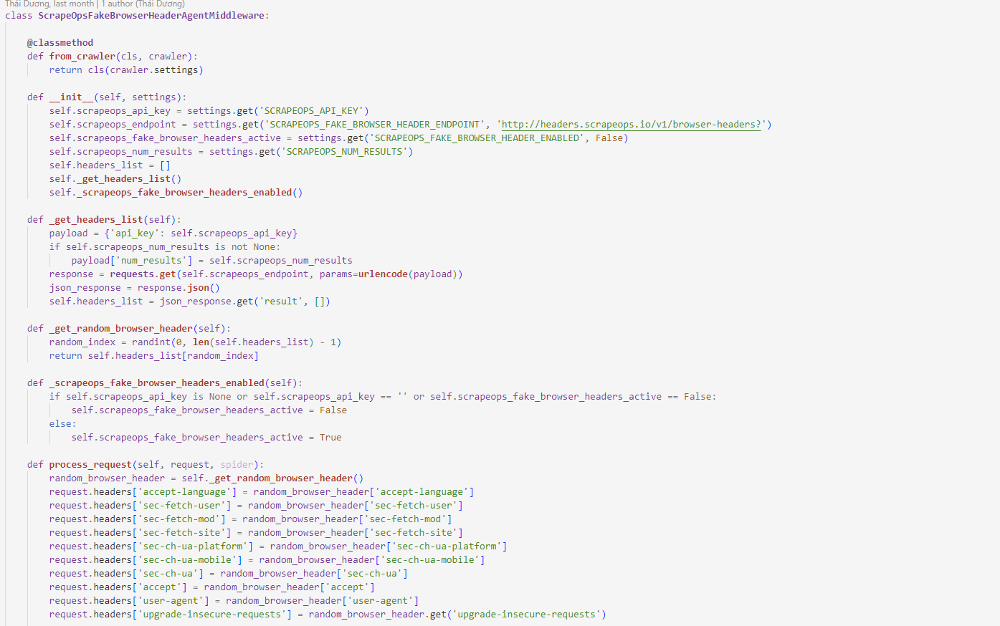 Thái Dương, last month | 1 author (Thái Dương)
class ScrapeOpsFakeBrowserHeaderAgentMiddleware:
    @classmethod
    def from_crawler(cls, crawler):
        return cls(crawler.settings)
    def __init__(self, settings):
        self.scrapeops_api_key = settings.get('SCRAPEOPS_API_KEY')
        self.scrapeops_endpoint = settings.get('SCRAPEOPS_FAKE_BROWSER_HEADER_ENDPOINT', 'http://headers.scrapeops.io/v1/browser-headers?')
        self.scrapeops_fake_browser_headers_active = settings.get('SCRAPEOPS_FAKE_BROWSER_HEADER_ENABLED', False)
        self.scrapeops_num_results = settings.get('SCRAPEOPS_NUM_RESULTS')
        self.headers_list = []
        self._get_headers_list()
        self._scrapeops_fake_browser_headers_enabled()
    def _get_headers_list(self):
        payload = {'api_key': self.scrapeops_api_key}
        if self.scrapeops_num_results is not None:
            payload['num_results'] = self.scrapeops_num_results
        response = requests.get(self.scrapeops_endpoint, params=urlencode(payload))
        json_response = response.json()
        self.headers_list = json_response.get('result', [])
    def _get_random_browser_header(self):
        random_index = randint(0, len(self.headers_list) - 1)
        return self.headers_list[random_index]
    def _scrapeops_fake_browser_headers_enabled(self):
        if self.scrapeops_api_key is None or self.scrapeops_api_key == '' or self.scrapeops_fake_browser_headers_active == False:
            self.scrapeops_fake_browser_headers_active = False
        else:
            self.scrapeops_fake_browser_headers_active = True
    def process_request(self, request, spider):
        random_browser_header = self._get_random_browser_header()
        request.headers['accept-language'] = random_browser_header['accept-language']
        request.headers['sec-fetch-user'] = random_browser_header['sec-fetch-user']
        request.headers['sec-fetch-mod'] = random_browser_header['sec-fetch-mod']
        request.headers['sec-fetch-site'] = random_browser_header['sec-fetch-site']
        request.headers['sec-ch-ua-platform'] = random_browser_header['sec-ch-ua-platform']
        request.headers['sec-ch-ua-mobile'] = random_browser_header['sec-ch-ua-mobile']
        request.headers['sec-ch-ua'] = random_browser_header['sec-ch-ua']
        request.headers['accept'] = random_browser_header['accept']
        request.headers['user-agent'] = random_browser_header['user-agent']
        request.headers['upgrade-insecure-requests'] = random_browser_header.get('upgrade-insecure-requests')